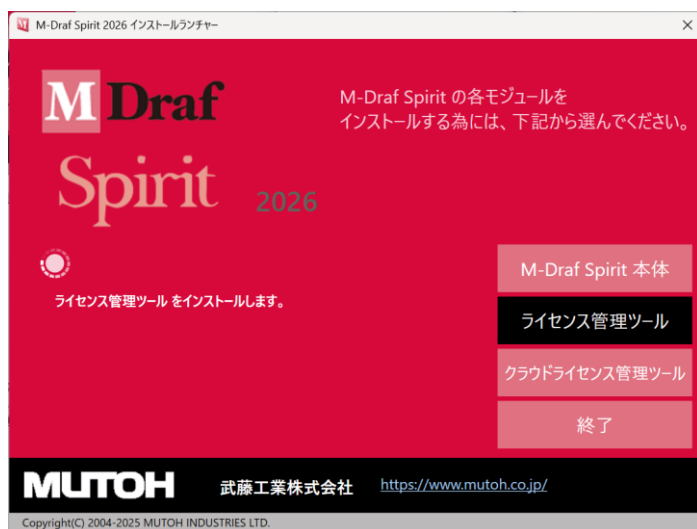 M-Draf Spirit 2026 インストールランチャー
M Draf
Spirit 2026
M-Draf Spirit の各モジュールを
インストールする為には、下記から選んでください。
ライセンス管理ツール をインストールします。
M-Draf Spirit 本体
ライセンス管理ツール
クラウドライセンス管理ツール
終了
MUTOH 武藤工業株式会社 https://www.mutoh.co.jp/
Copyright(C) 2004-2025 MUTOH INDUSTRIES LTD.